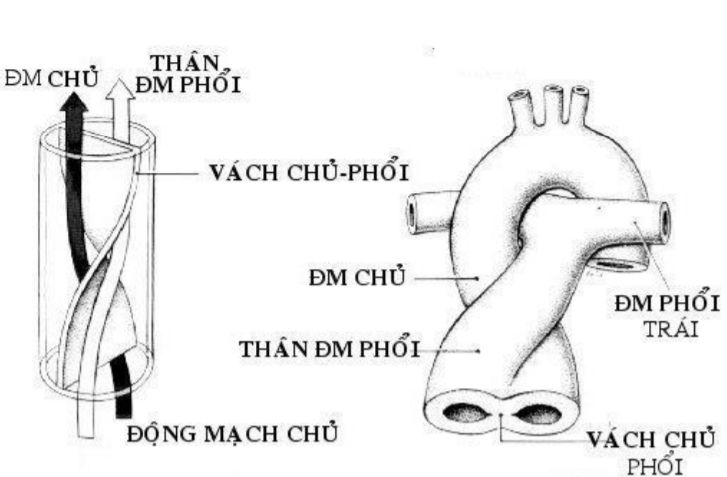 ĐM CHỦ
THÂN
ĐM PHỔI
VÁCH CHỦ-PHỔI
ĐỘNG MẠCH CHỦ
ĐM CHỦ
THÂN ĐM PHỔI
ĐM PHỔI
TRÁI
VÁCH CHỦ
PHỔI